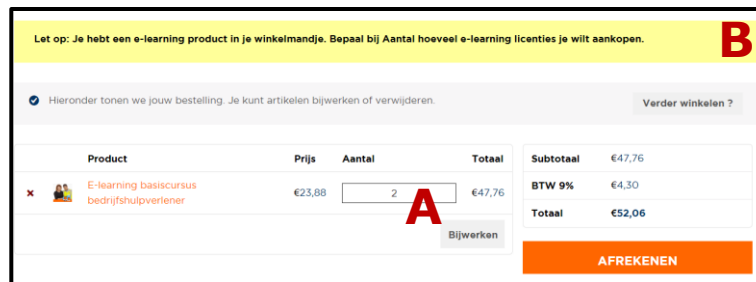 Let op: Je hebt een e-learning product in je winkelmandje. Bepaal bij Aantal hoeveel e-learning licenties je wilt aankopen.
B
Hieronder tonen we jouw bestelling. Je kunt artikelen bijwerken of verwijderen.
Verder winkelen ?
Product Prijs Aantal Totaal
E-learning basiscursus
bedrijfshulpverlener
€23,88 2 €47,76
A
Bijwerken
Subtotaal €47,76
BTW 9% €4,30
Totaal €52,06
AFREKENEN